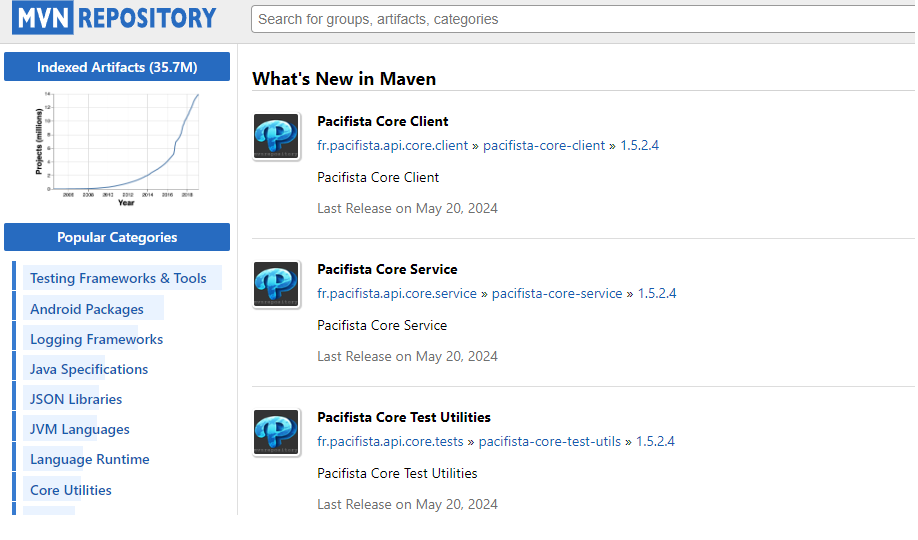 MVN REPOSITORY
Search for groups, artifacts, categories
Indexed Artifacts (35.7M)
Projects (millions)
14
12
10
8
6
4
2
0
2006
2008
2010
2012
2014
2016
2018
Year
Popular Categories
Testing Frameworks & Tools
Android Packages
Logging Frameworks
Java Specifications
JSON Libraries
JVM Languages
Language Runtime
Core Utilities
What's New in Maven
Pacifista Core Client
fr.pacifista.api.core.client » pacifista-core-client » 1.5.2.4
Pacifista Core Client
Last Release on May 20, 2024
Pacifista Core Service
fr.pacifista.api.core.service » pacifista-core-service » 1.5.2.4
Pacifista Core Service
Last Release on May 20, 2024
Pacifista Core Test Utilities
fr.pacifista.api.core.tests » pacifista-core-test-utils » 1.5.2.4
Pacifista Core Test Utilities
Last Release on May 20, 2024